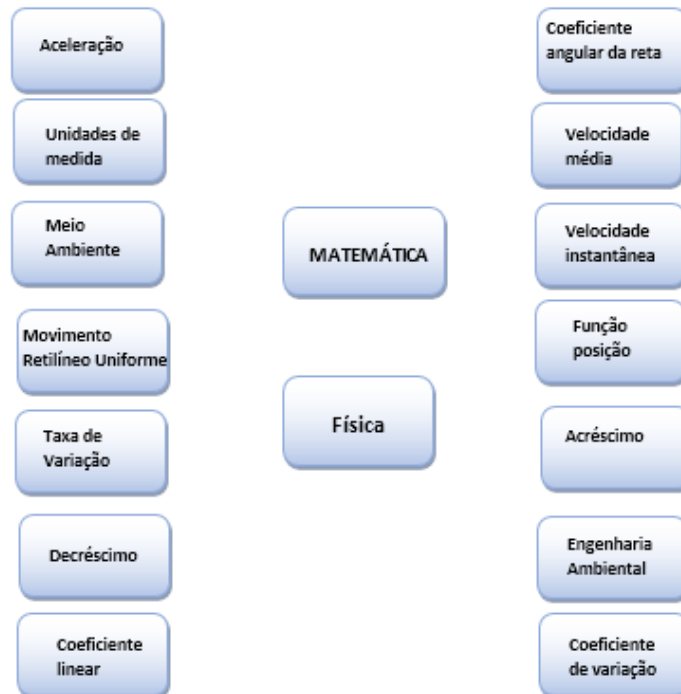 Aceleração
Unidades de
medida
Meio
Ambiente
Movimento
Retilíneo Uniforme
Taxa de
Variação
Decréscimo
Coeficiente
linear
MATEMÁTICA
Física
Coeficiente
angular da reta
Velocidade
média
Velocidade
instantânea
Função
posição
Acréscimo
Engenharia
Ambiental
Coeficiente
de variação